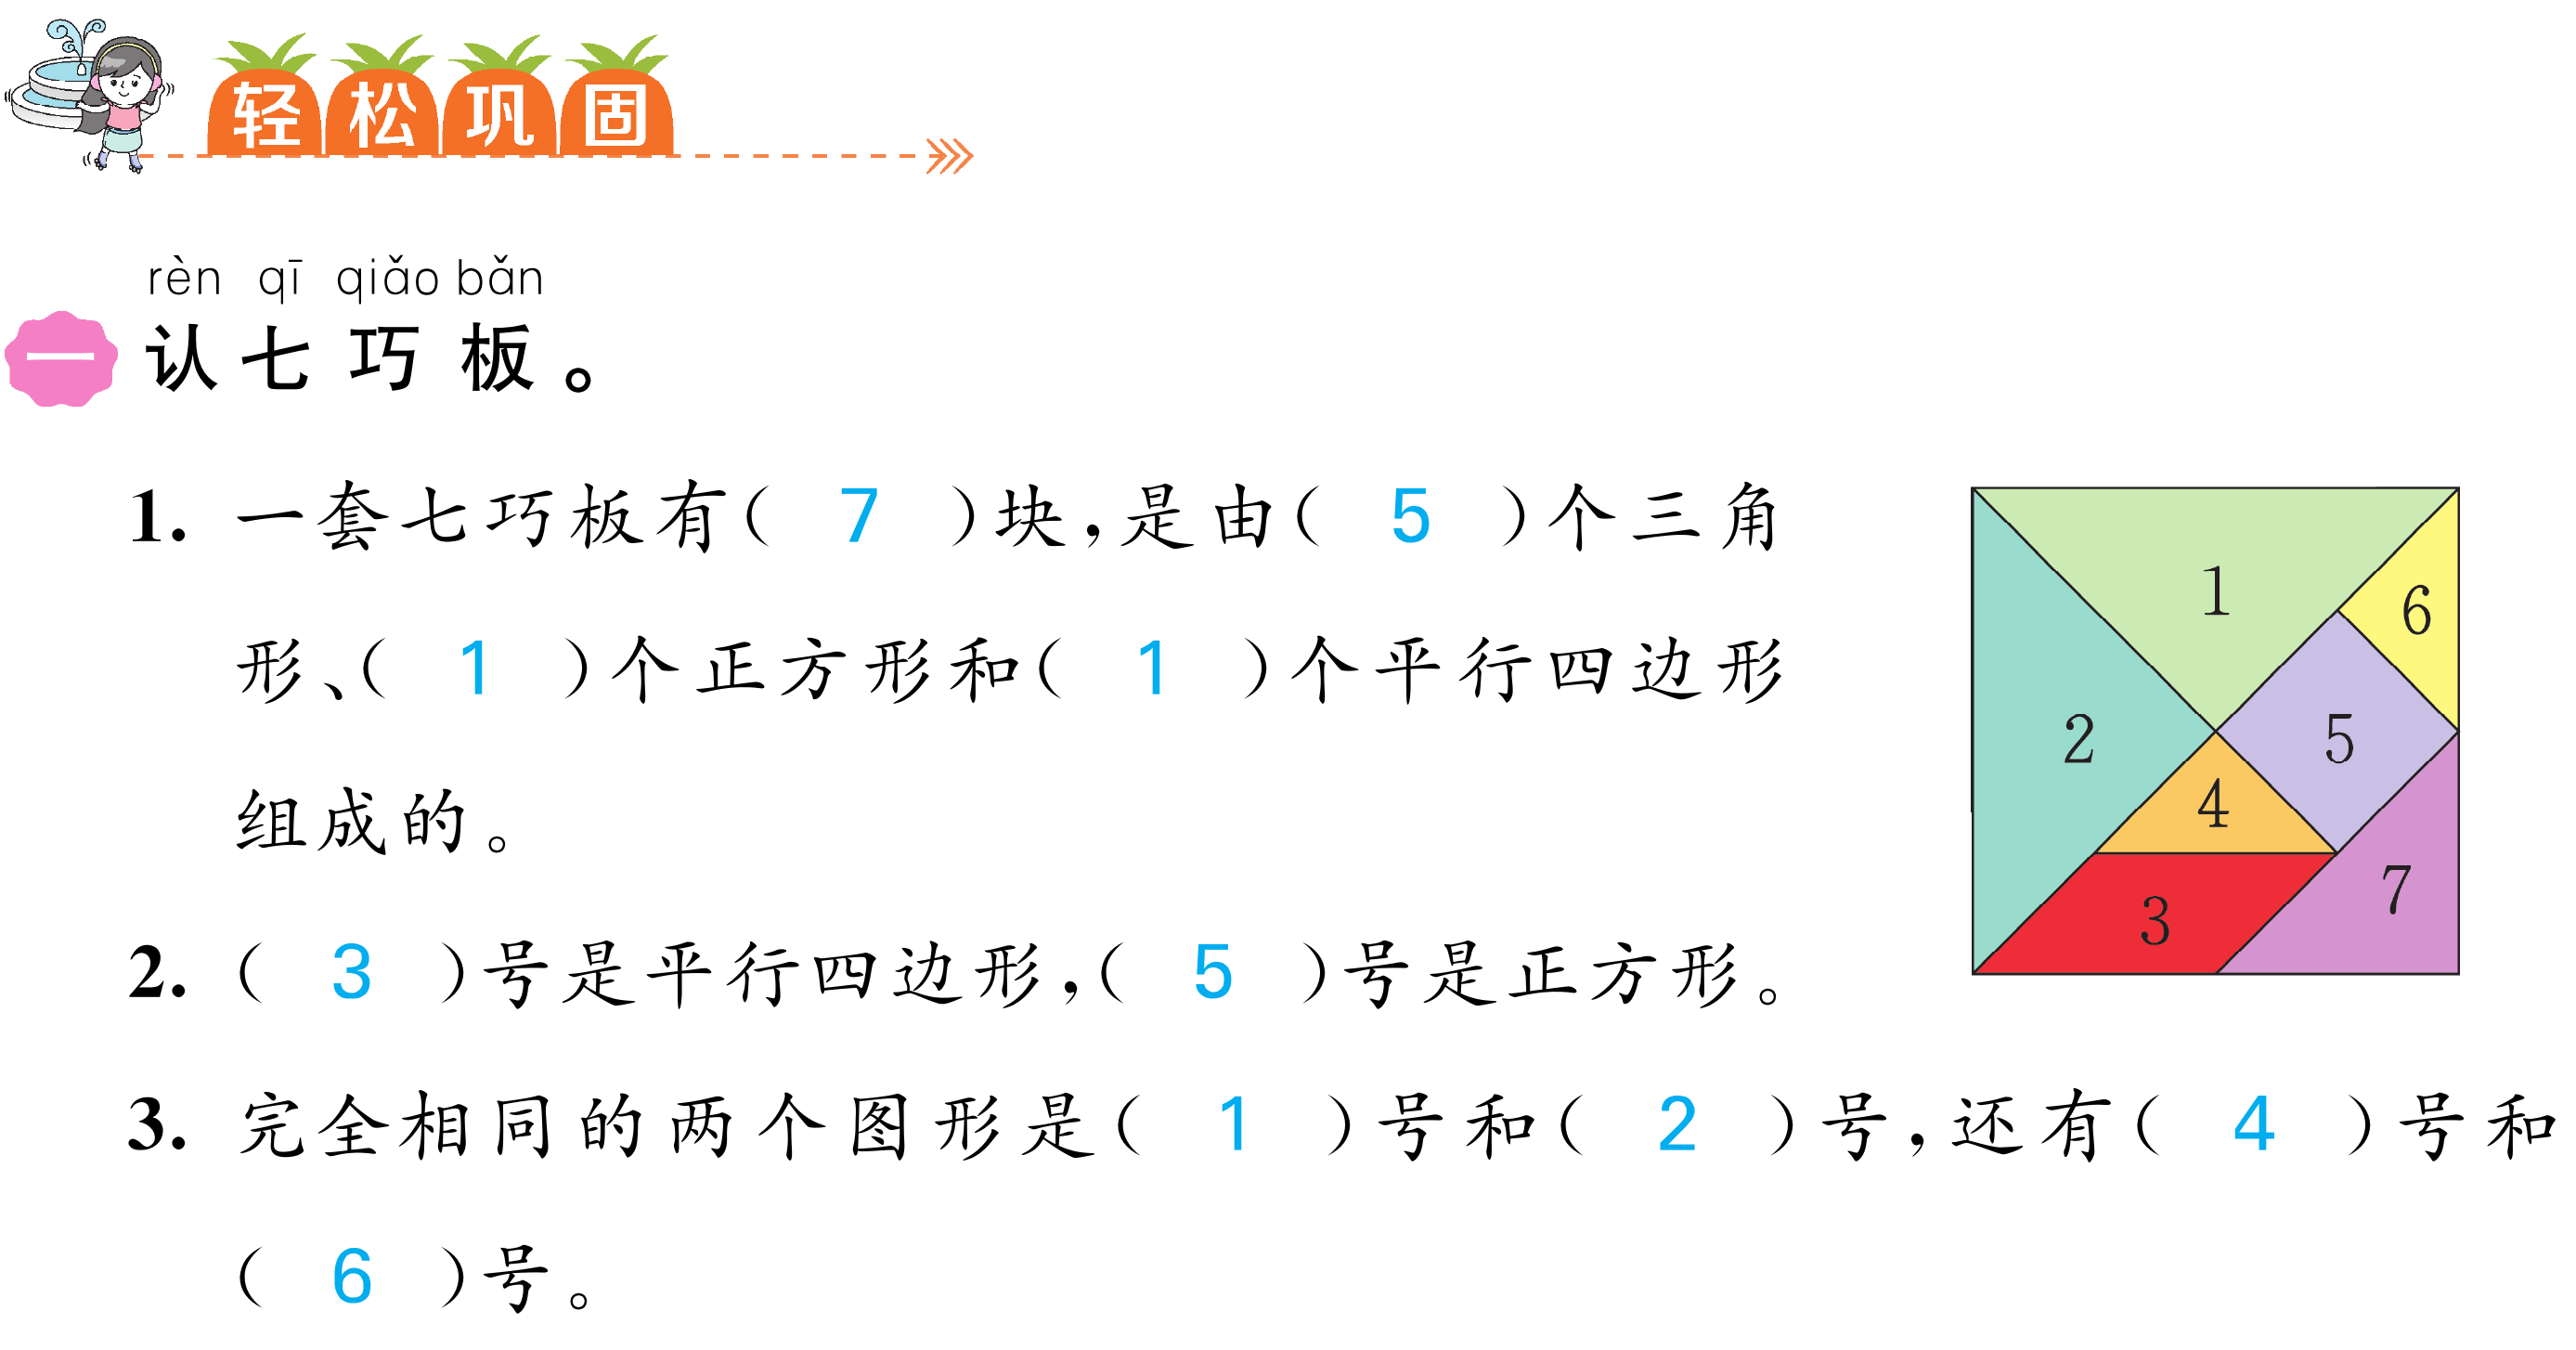 轻松巩固
rèn qī qiǎo bǎn
一 认七巧板。
1. 一套七巧板有( 7 )块,是由( 5 )个三角
形、( 1 )个正方形和( 1 )个平行四边形
组成的。
2. ( 3 )号是平行四边形,( 5 )号是正方形。
3. 完全相同的两个图形是( 1 )号和( 2 )号,还有( 4 )号和
( 6 )号。
1
6
2
5
4
7
3